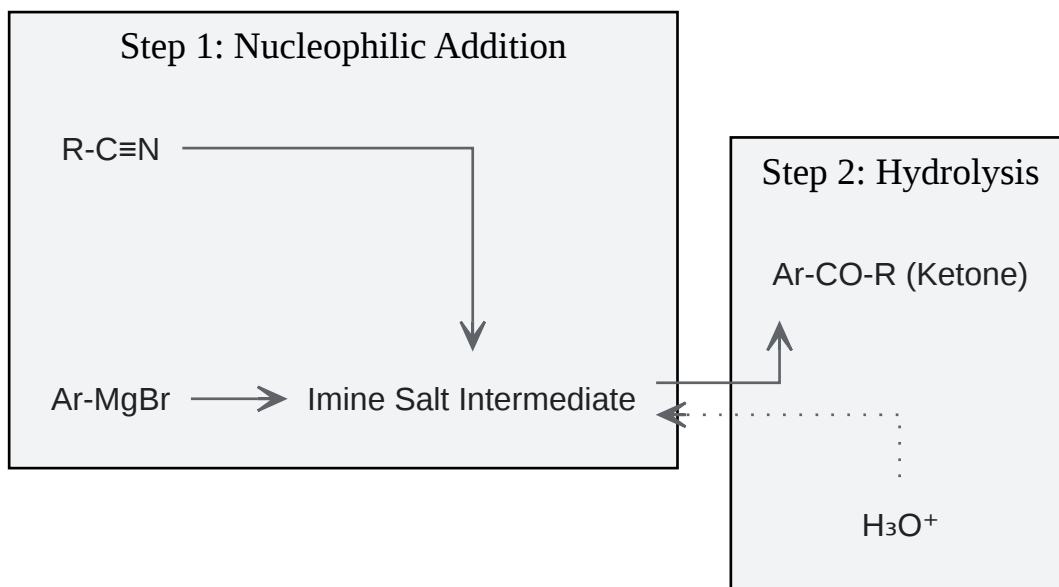 Step 1: Nucleophilic Addition
R-C≡N
Ar-MgBr
Imine Salt Intermediate
Step 2: Hydrolysis
Ar-CO-R (Ketone)
H₃O⁺